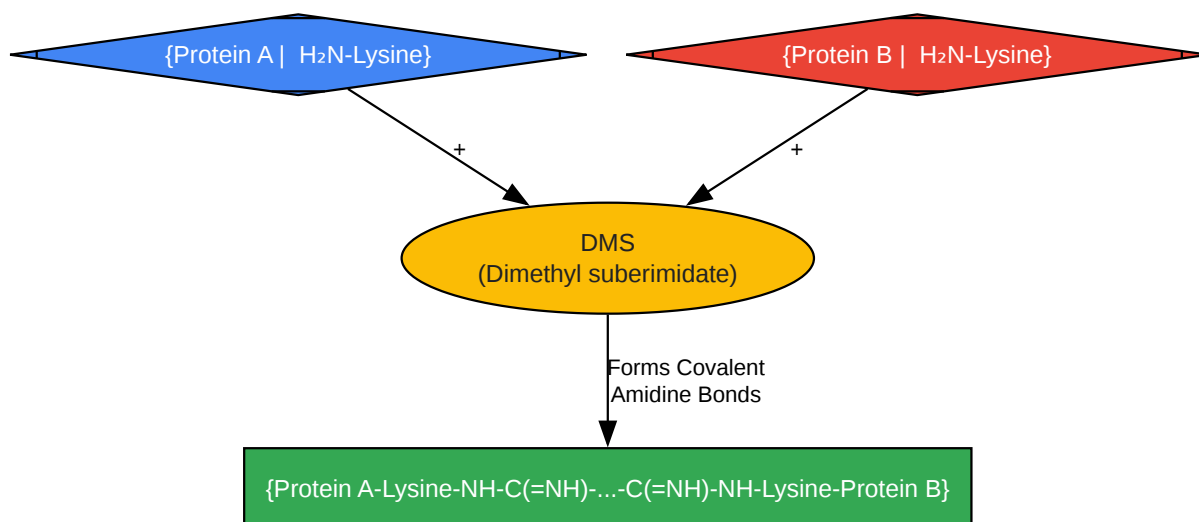 {Protein A | H₂N-Lysine}
{Protein B | H₂N-Lysine}
+
+
DMS
(Dimethyl suberimidate)
Forms Covalent
Amidine Bonds
{Protein A-Lysine-NH-C(=NH)-...-C(=NH)-NH-Lysine-Protein B}